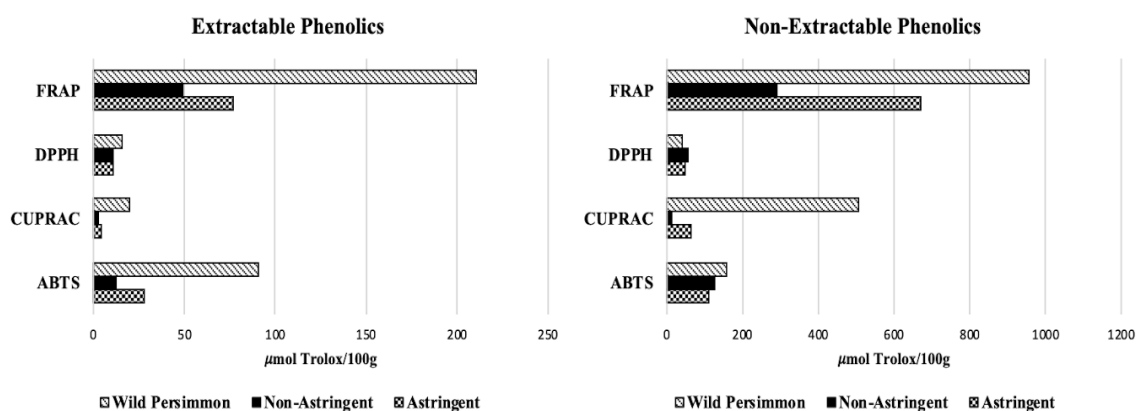 Extractable Phenolics
FRAP
DPPH
CUPRAC
ABTS
0 50 100 150 200 250
μmol Trolox/100g
Wild Persimmon Non-Astringent Astringent
Non-Extractable Phenolics
FRAP
DPPH
CUPRAC
ABTS
0 200 400 600 800 1000 1200
μmol Trolox/100g
Wild Persimmon Non-Astringent Astringent